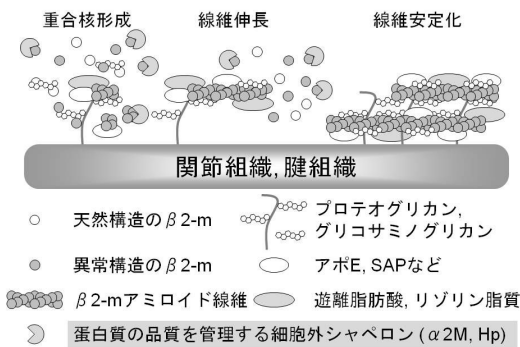 重合核形成
線維伸長
線維安定化
関節組織, 腱組織
天然構造のβ2-m
プロテオグリカン,
グリコサミノグリカン
異常構造のβ2-m
アポE, SAPなど
β2-mアミロイド線維
遊離脂肪酸, リゾリン脂質
蛋白質の品質を管理する細胞外シャペロン (α2M, Hp)